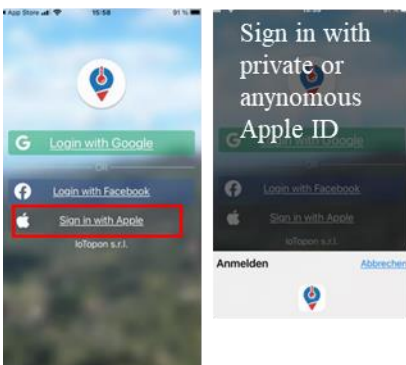 App Store
15:58
91 %
Login with Google
OR
Login with Facebook
Sign in with Apple
IoTopon s.r.l.
Sign in with
private or
anynomous
Apple ID
Login with Facebook
Sign in with Apple
IoTopon s.r.l.
Anmelden
Abbrechen